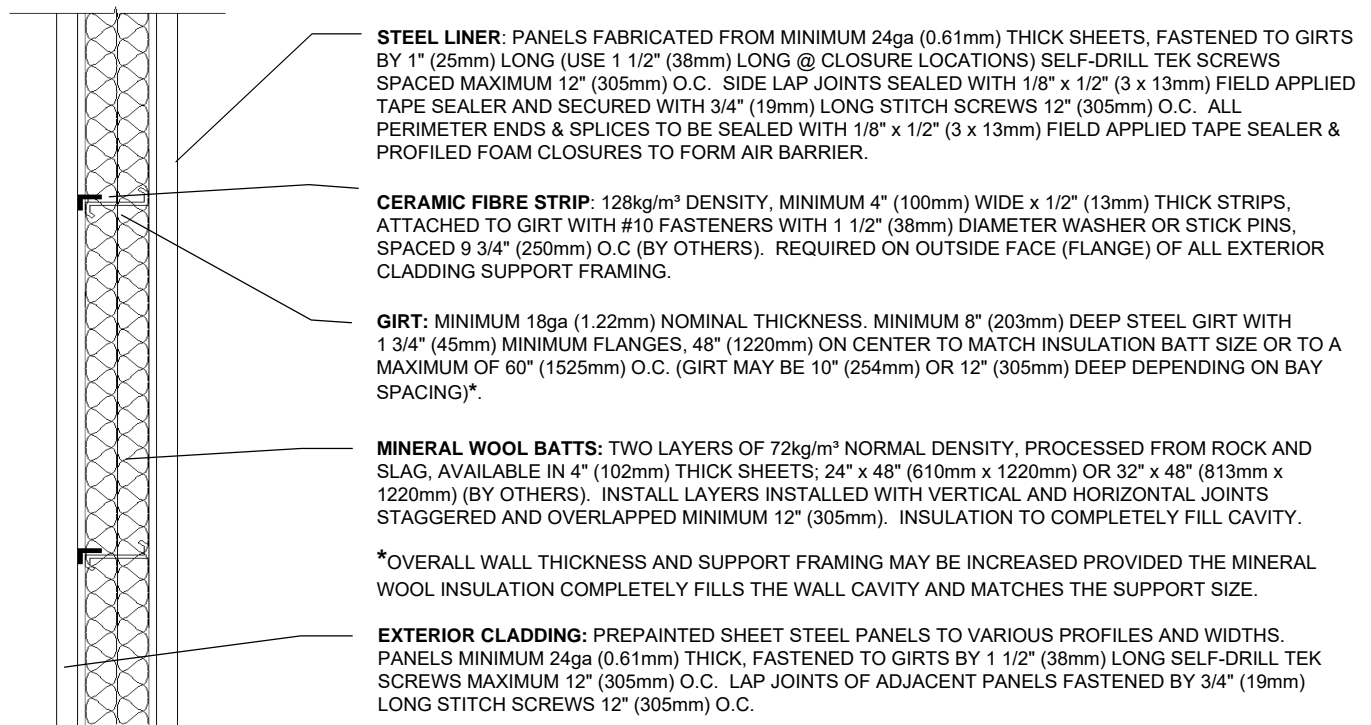 STEEL LINER: PANELS FABRICATED FROM MINIMUM 24ga (0.61mm) THICK SHEETS, FASTENED TO GIRTS
BY 1" (25mm) LONG (USE 1 1/2" (38mm) LONG @ CLOSURE LOCATIONS) SELF-DRILL TEK SCREWS
SPACED MAXIMUM 12" (305mm) O.C. SIDE LAP JOINTS SEALED WITH 1/8" x 1/2" (3 x 13mm) FIELD APPLIED
TAPE SEALER AND SECURED WITH 3/4" (19mm) LONG STITCH SCREWS 12" (305mm) O.C. ALL
PERIMETER ENDS & SPLICES TO BE SEALED WITH 1/8" x 1/2" (3 x 13mm) FIELD APPLIED TAPE SEALER &
PROFILED FOAM CLOSURES TO FORM AIR BARRIER.
CERAMIC FIBRE STRIP: 128kg/m³ DENSITY, MINIMUM 4" (100mm) WIDE x 1/2" (13mm) THICK STRIPS,
ATTACHED TO GIRT WITH #10 FASTENERS WITH 1 1/2" (38mm) DIAMETER WASHER OR STICK PINS,
SPACED 9 3/4" (250mm) O.C (BY OTHERS). REQUIRED ON OUTSIDE FACE (FLANGE) OF ALL EXTERIOR
CLADDING SUPPORT FRAMING.
GIRT: MINIMUM 18ga (1.22mm) NOMINAL THICKNESS. MINIMUM 8" (203mm) DEEP STEEL GIRT WITH
1 3/4" (45mm) MINIMUM FLANGES, 48" (1220mm) ON CENTER TO MATCH INSULATION BATT SIZE OR TO A
MAXIMUM OF 60" (1525mm) O.C. (GIRT MAY BE 10" (254mm) OR 12" (305mm) DEEP DEPENDING ON BAY
SPACING)*.
MINERAL WOOL BATTS: TWO LAYERS OF 72kg/m³ NORMAL DENSITY, PROCESSED FROM ROCK AND
SLAG, AVAILABLE IN 4" (102mm) THICK SHEETS; 24" x 48" (610mm x 1220mm) OR 32" x 48" (813mm x
1220mm) (BY OTHERS). INSTALL LAYERS INSTALLED WITH VERTICAL AND HORIZONTAL JOINTS
STAGGERED AND OVERLAPPED MINIMUM 12" (305mm). INSULATION TO COMPLETELY FILL CAVITY.
*OVERALL WALL THICKNESS AND SUPPORT FRAMING MAY BE INCREASED PROVIDED THE MINERAL
WOOL INSULATION COMPLETELY FILLS THE WALL CAVITY AND MATCHES THE SUPPORT SIZE.
EXTERIOR CLADDING: PREPAINTED SHEET STEEL PANELS TO VARIOUS PROFILES AND WIDTHS.
PANELS MINIMUM 24ga (0.61mm) THICK, FASTENED TO GIRTS BY 1 1/2" (38mm) LONG SELF-DRILL TEK
SCREWS MAXIMUM 12" (305mm) O.C. LAP JOINTS OF ADJACENT PANELS FASTENED BY 3/4" (19mm)
LONG STITCH SCREWS 12" (305mm) O.C.